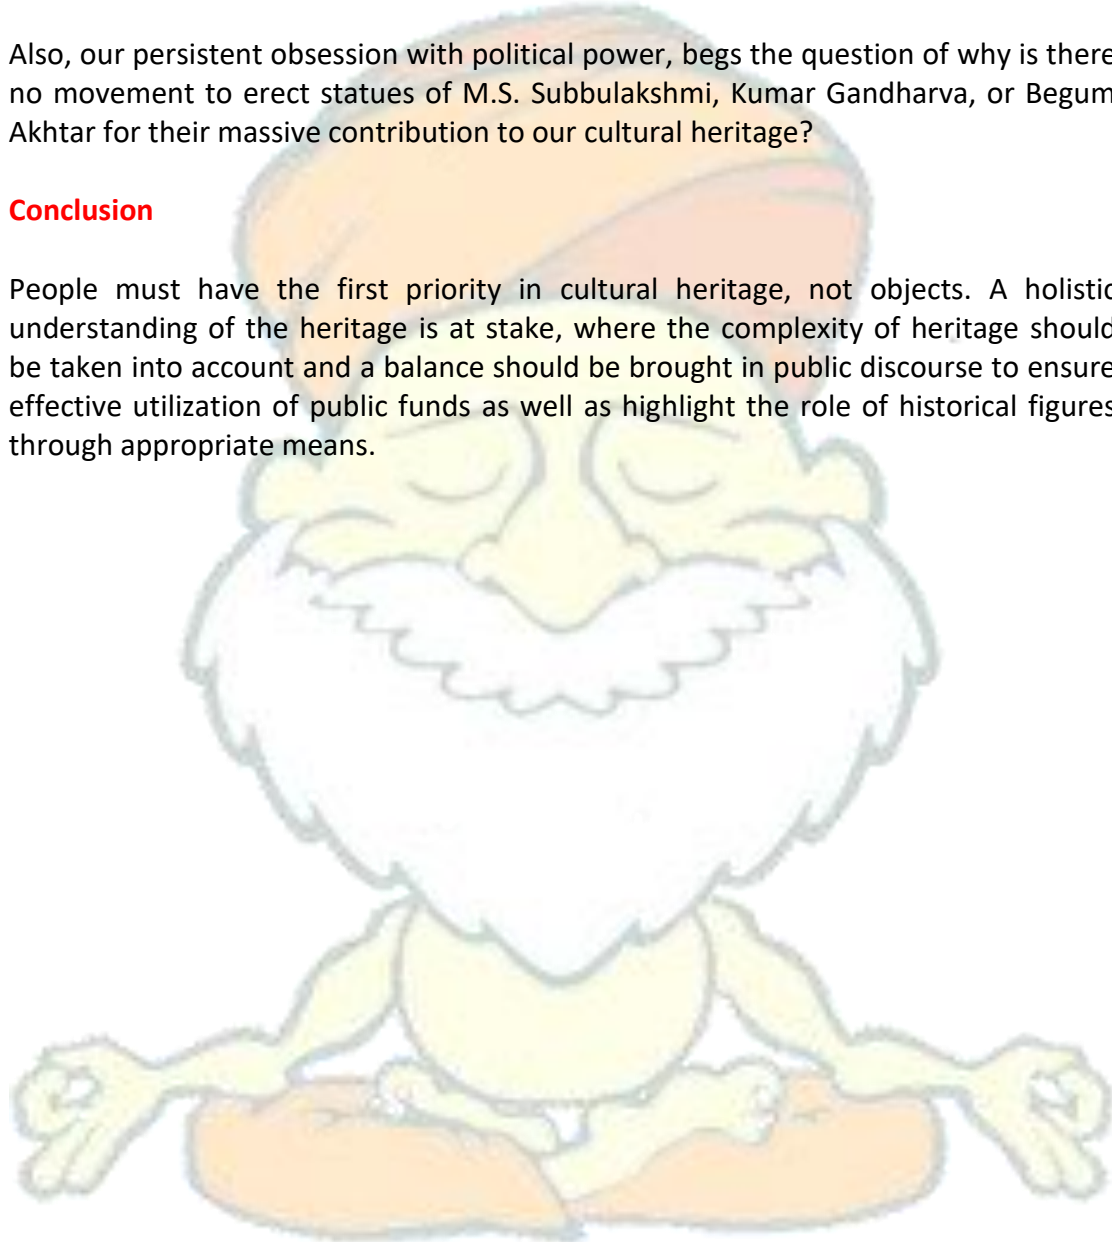 Also, our persistent obsession with political power, begs the question of why is there
no movement to erect statues of M.S. Subbulakshmi, Kumar Gandharva, or Begum
Akhtar for their massive contribution to our cultural heritage?
Conclusion
People must have the first priority in cultural heritage, not objects. A holistic
understanding of the heritage is at stake, where the complexity of heritage should
be taken into account and a balance should be brought in public discourse to ensure
effective utilization of public funds as well as highlight the role of historical figures
through appropriate means.